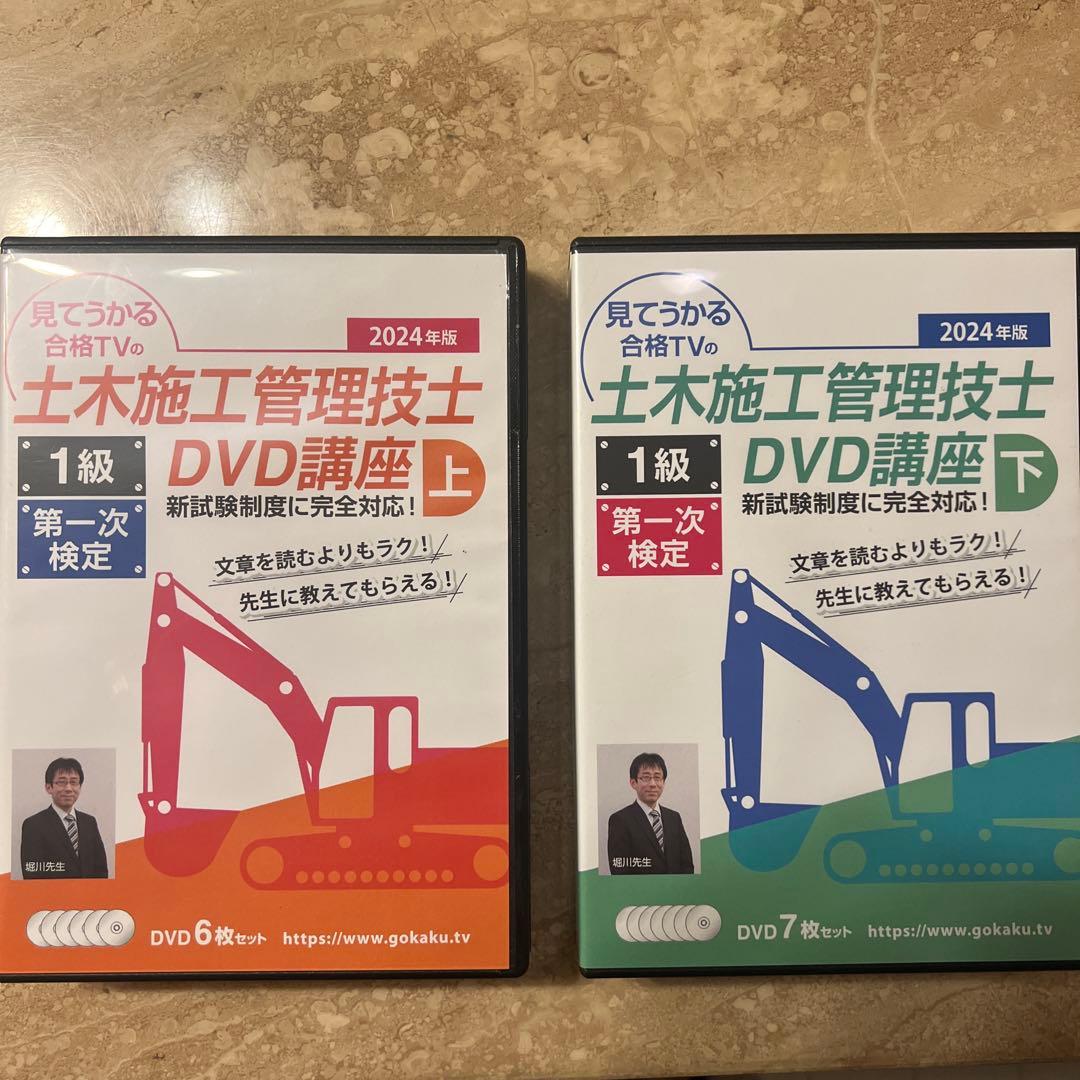 見てうかる
合格TVの
2024年版
土木施工管理技士
1級
DVD講座 上
新試験制度に完全対応!
第一次
検定
文章を読むよりもラク!
先生に教えてもらえる!
堀川先生
DVD6枚セット https://www.gokaku.tv
見てうかる
合格TVの
2024年版
土木施工管理技士
1級
DVD講座 下
新試験制度に完全対応!
第一次
検定
文章を読むよりもラク!
先生に教えてもらえる!
堀川先生
DVD7枚セット https://www.gokaku.tv